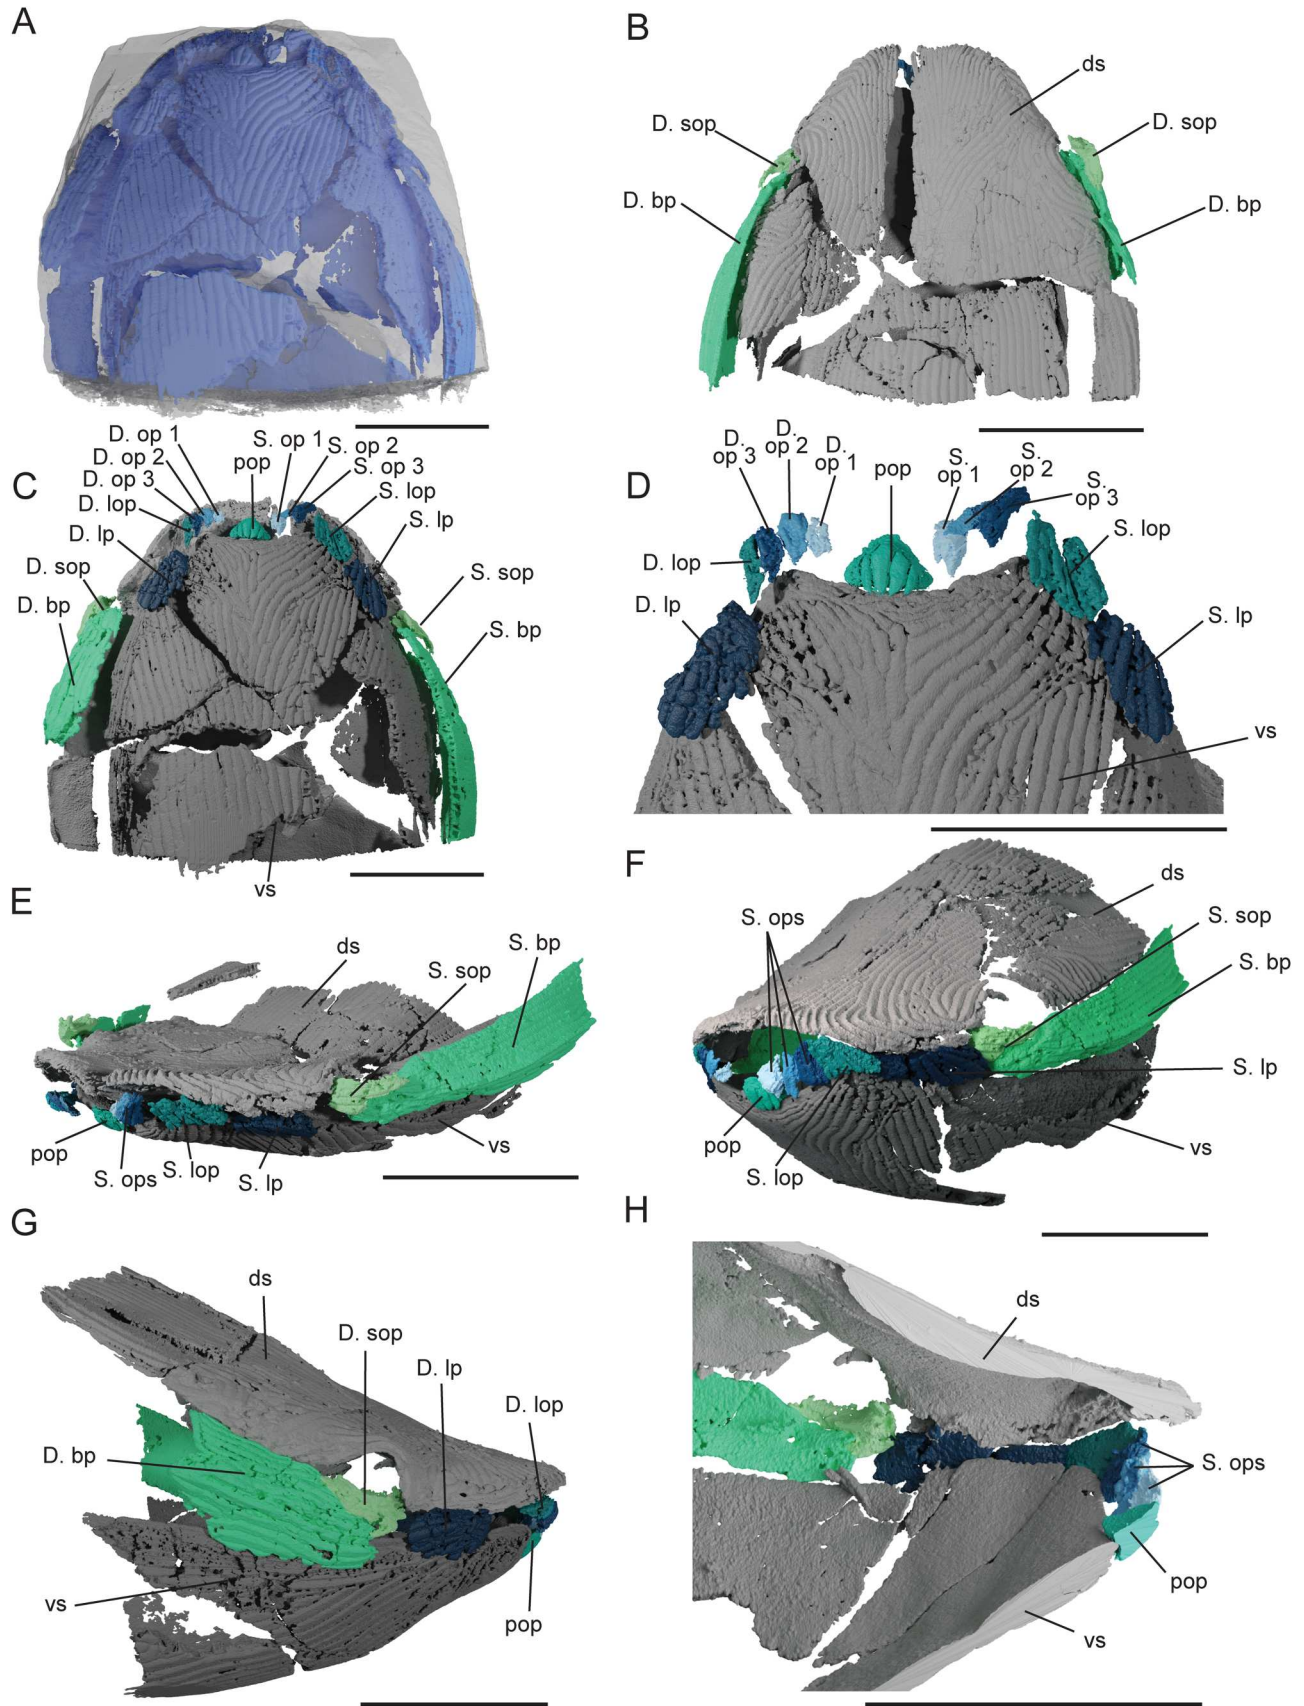 A
B
ds
D. sop
D. sop
D. bp
D. bp
C
D. op 1
D. op 2
D. op 3
D. lop
D. lp
D. sop
D. bp
pop
S. op 1
S. op 2
S. op 3
S. lop
S. lp
S. sop
S. bp
vs
D
D.
op 3
D.
op 2
D.
op 1
pop
S.
op 1
S.
op 2
S.
op 3
S. lop
D. lop
D. lp
S. lp
vs
E
ds
S. sop
S. bp
pop
S. ops
S. lop
S. lp
vs
F
ds
S. ops
S. sop
S. bp
S. lp
pop
S. lop
vs
G
ds
D. sop
D. lp
D. lop
D. bp
vs
pop
H
ds
S. ops
pop
vs